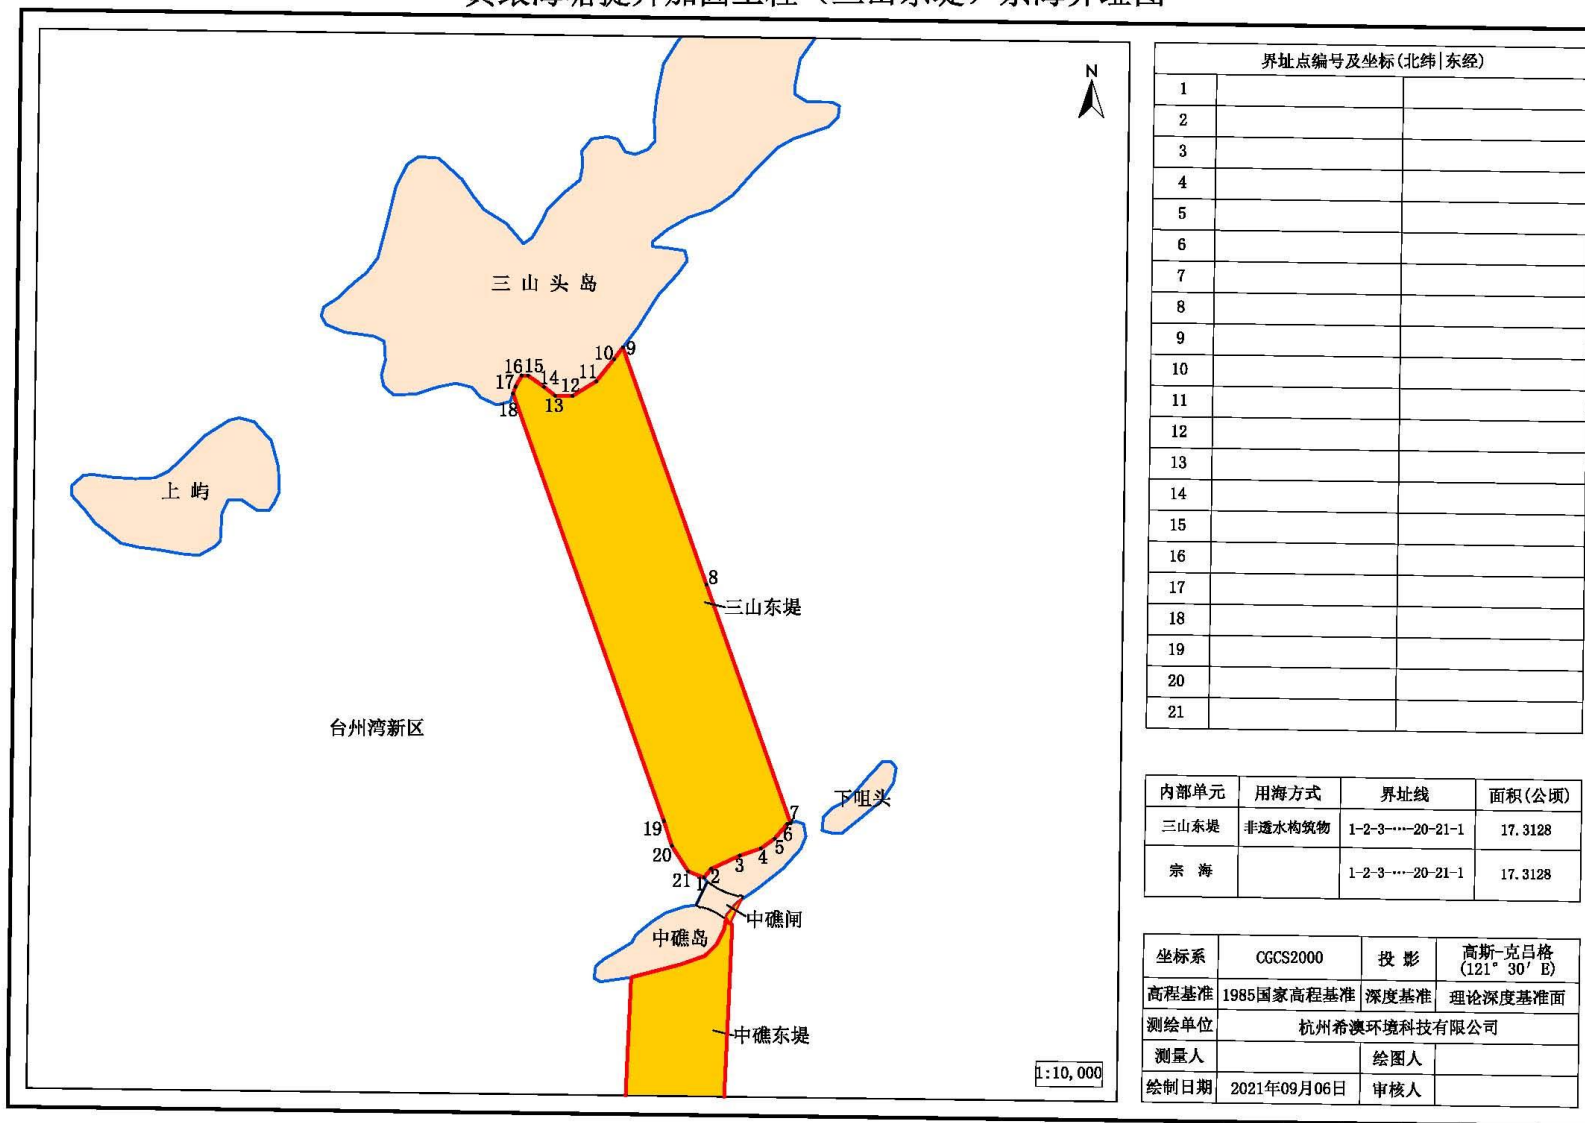 N
三山头岛
9
10
16 15
11
14
17
12
13
18
上屿
8
三山东堤
台州湾新区
下咀头
7
19
6
5
20
4
3
2
21
1
中礁闸
中礁岛
中礁东堤
1:10,000
界址点编号及坐标(北纬|东经)
1
2
3
4
5
6
7
8
9
10
11
12
13
14
15
16
17
18
19
20
21
内部单元 用海方式 界址线 面积(公顷)
三山东堤 非透水构筑物 1-2-3-…-20-21-1 17.3128
宗海 1-2-3-…-20-21-1 17.3128
坐标系 CGCS2000 投影 高斯-克吕格
(121°30′E)
高程基准 1985国家高程基准 深度基准 理论深度基准面
测绘单位 杭州希澳环境科技有限公司
测量人 绘图人
绘制日期 2021年09月06日 审核人